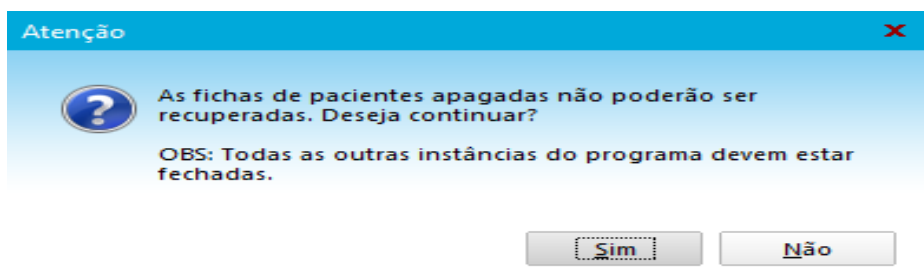 Atenção
As fichas de pacientes apagadas não poderão ser
recuperadas. Deseja continuar?
OBS: Todas as outras instâncias do programa devem estar
fechadas.
Sim
Não